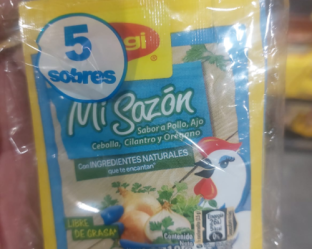 5
sobres
Mi Sazón
Sabor a Pollo, Ajo
Cebolla, Cilantro y Orégano
Con INGREDIENTES NATURALES
que te encantan*
LIBRE
DE GRASA*
Contenido